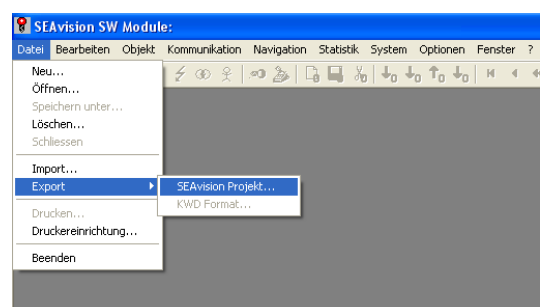 SEAvision SW Module:
Datei Bearbeiten Objekt Kommunikation Navigation Statistik System Optionen Fenster ?
Neu...
Öffnen...
Speichern unter...
Löschen...
Schliessen
Import...
Export
SEAvision Projekt...
KWD Format...
Drucken...
Druckereinrichtung...
Beenden